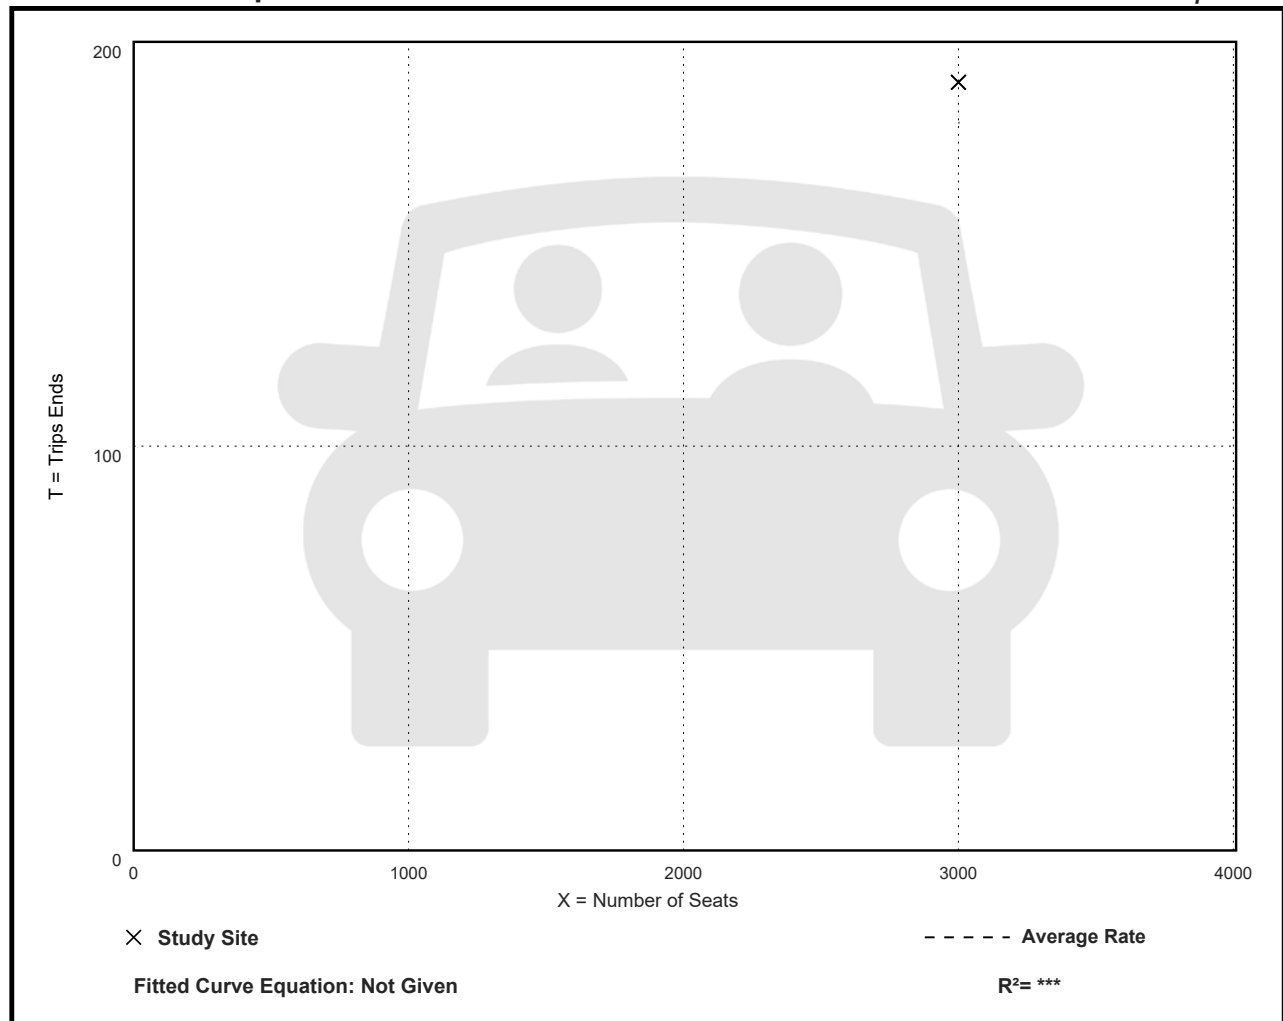 200
100
0
T = Trips Ends
0 1000 2000 3000 4000
X = Number of Seats
Study Site
Average Rate
Fitted Curve Equation: Not Given
R²= ***